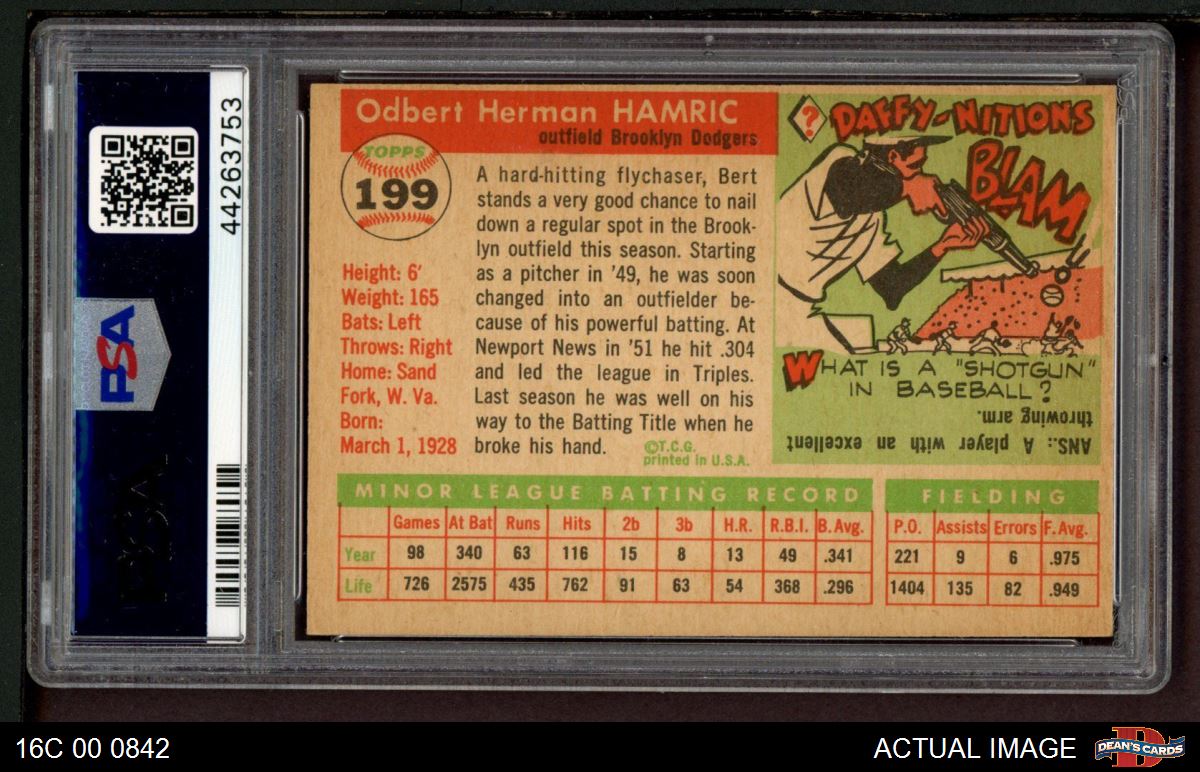 44263753
PSA
PSA
Odbert Herman HAMRIC
outfield Brooklyn Dodgers
TOPPS
199
A hard-hitting flychaser, Bert
stands a very good chance to nail
down a regular spot in the Brook-
lyn outfield this season. Starting
as a pitcher in '49, he was soon
changed into an outfielder be-
cause of his powerful batting. At
Newport News in '51 he hit .304
and led the league in Triples.
Last season he was well on his
way to the Batting Title when he
broke his hand.
©T.C.G.
printed in U.S.A.
Height: 6'
Weight: 165
Bats: Left
Throws: Right
Home: Sand
Fork, W. Va.
Born:
March 1, 1928
?
DAFFY-NITIONS
BLAM
WHAT IS A "SHOTGUN"
IN BASEBALL?
ANS.: A player with an excellent
throwing arm.
MINOR LEAGUE BATTING RECORD
Games At Bat Runs Hits 2b 3b H.R. R.B.I. B.Avg.
Year 98 340 63 116 15 8 13 49 .341
Life 726 2575 435 762 91 63 54 368 .296
FIELDING
P.O. Assists Errors F.Avg.
221 9 6 .975
1404 135 82 .949
16C 00 0842
ACTUAL IMAGE
DEAN'S CARDS